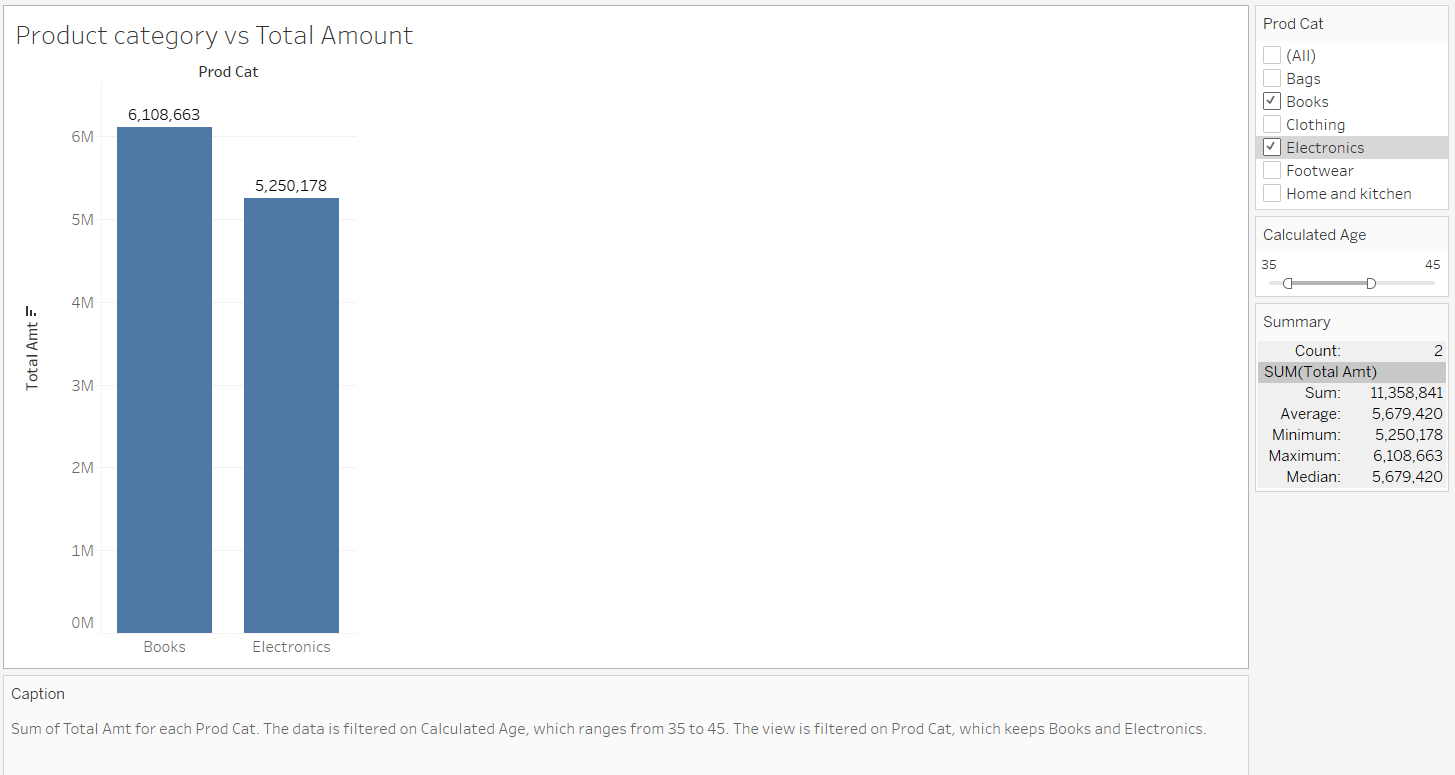 Product category vs Total Amount
Prod Cat
6,108,663
5,250,178
6M
5M
4M
3M
2M
1M
0M
Total Amt
Books
Electronics
Prod Cat
(All)
Bags
Books
Clothing
Electronics
Footwear
Home and kitchen
Calculated Age
35 45
Summary
Count: 2
SUM(Total Amt)
Sum: 11,358,841
Average: 5,679,420
Minimum: 5,250,178
Maximum: 6,108,663
Median: 5,679,420
Caption
Sum of Total Amt for each Prod Cat. The data is filtered on Calculated Age, which ranges from 35 to 45. The view is filtered on Prod Cat, which keeps Books and Electronics.